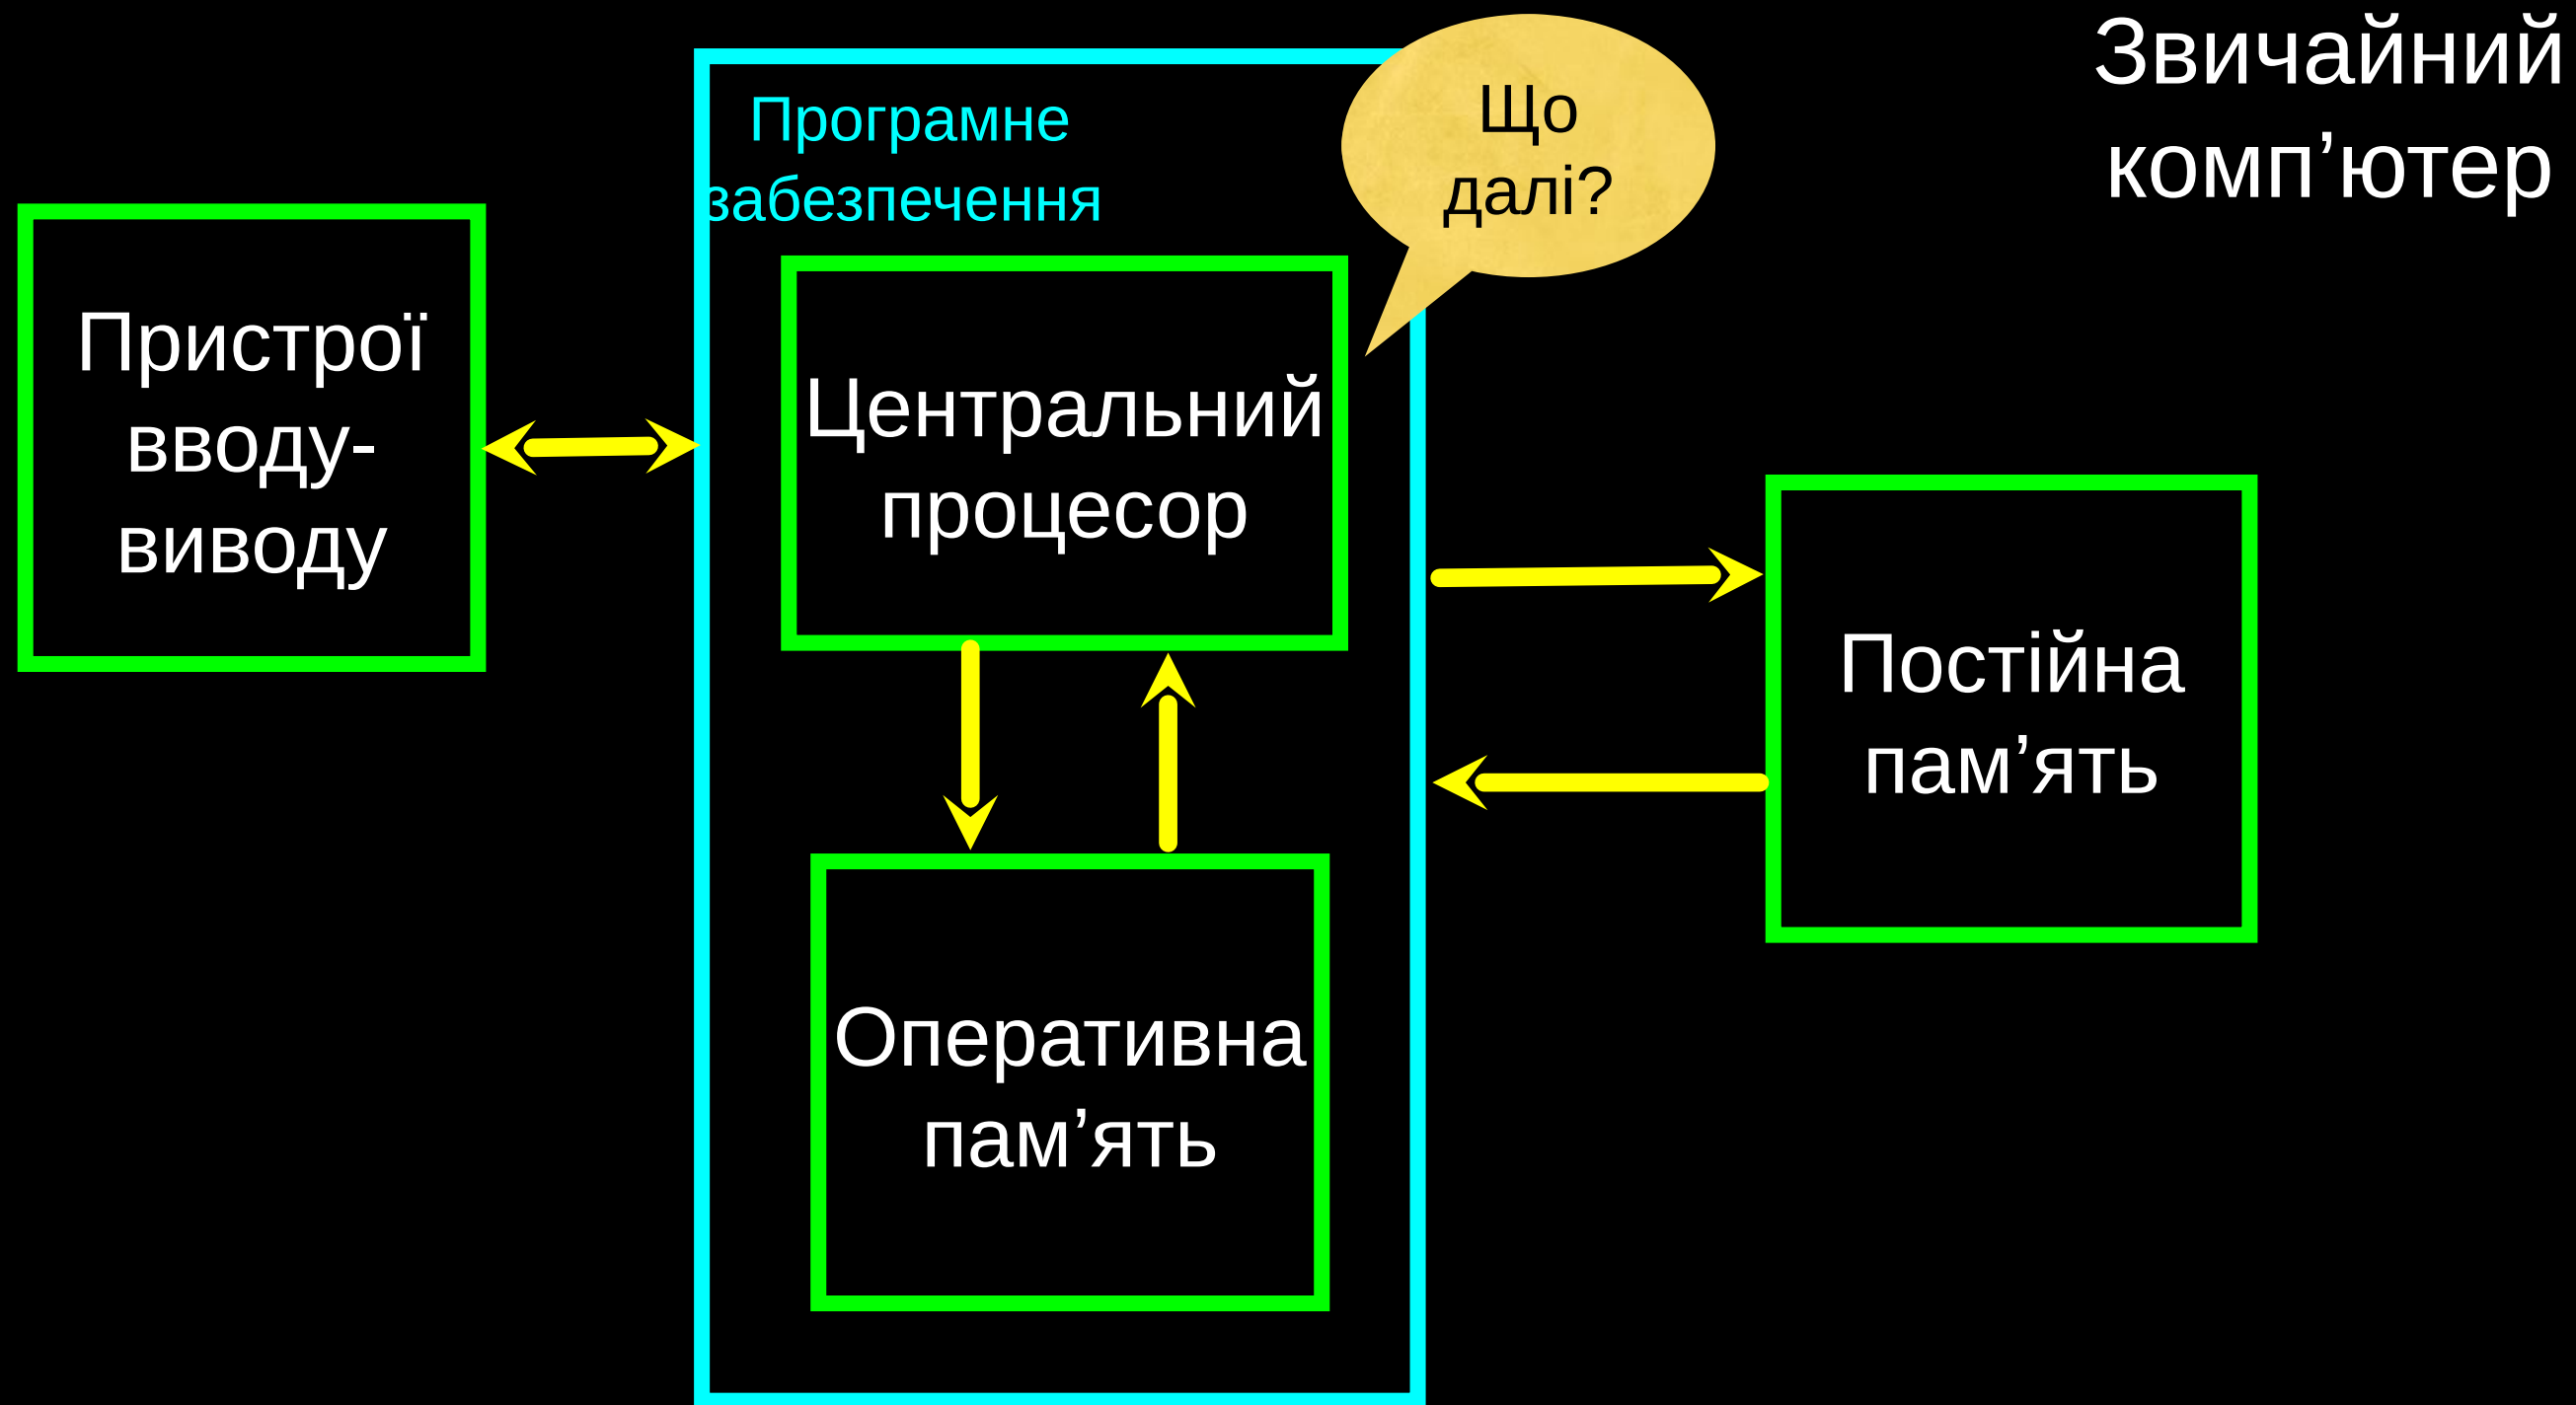 Звичайний
комп’ютер
Програмне
забезпечення
Що
далі?
Пристрої
вводу-
виводу
Центральний
процесор
Постійна
пам’ять
Оперативна
пам’ять